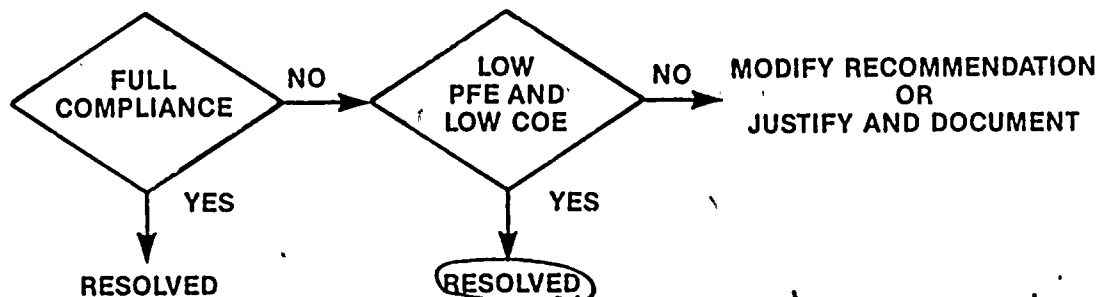 FULL
COMPLIANCE
NO
LOW
PFE AND
LOW COE
NO
MODIFY RECOMMENDATION
OR
JUSTIFY AND DOCUMENT
YES
YES
RESOLVED
RESOLVED